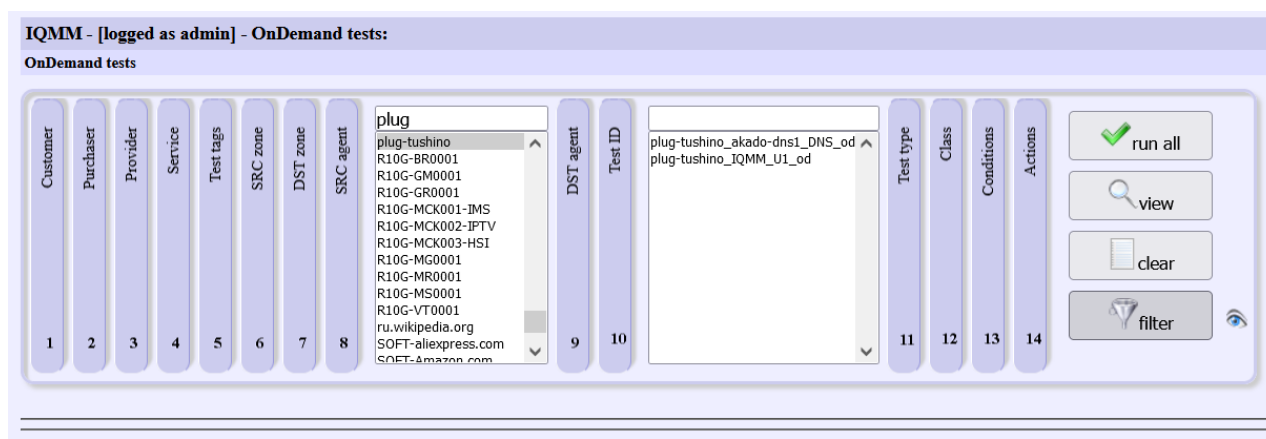 IQMM - [logged as admin] - OnDemand tests:
OnDemand tests
Customer
1
Purchaser
2
Provider
3
Service
4
Test tags
5
SRC zone
6
DST zone
7
SRC agent
8
plug
plug-tushino
R10G-BR0001
R10G-GM0001
R10G-GR0001
R10G-MCK001-IMS
R10G-MCK002-IPTV
R10G-MCK003-HSI
R10G-MG0001
R10G-MR0001
R10G-MS0001
R10G-VT0001
ru.wikipedia.org
SOFT-aliexpress.com
SOFT-Amazon.com
DST agent
9
Test ID
10
plug-tushino_akado-dns1_DNS_od
plug-tushino_IQMM_U1_od
Test type
11
Class
12
Conditions
13
Actions
14
run all
view
clear
filter